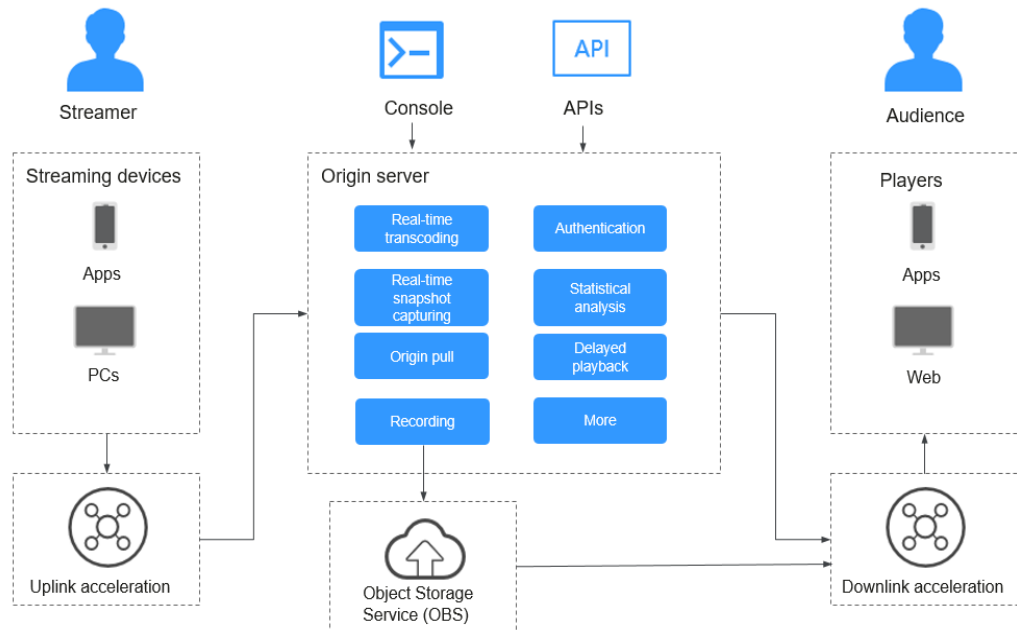 Streamer
Console
API
APIs
Audience
Streaming devices
Apps
PCs
Uplink acceleration
Origin server
Real-time
transcoding
Authentication
Real-time
snapshot
capturing
Statistical
analysis
Origin pull
Delayed
playback
Recording
More
Object Storage
Service (OBS)
Players
Apps
Web
Downlink acceleration